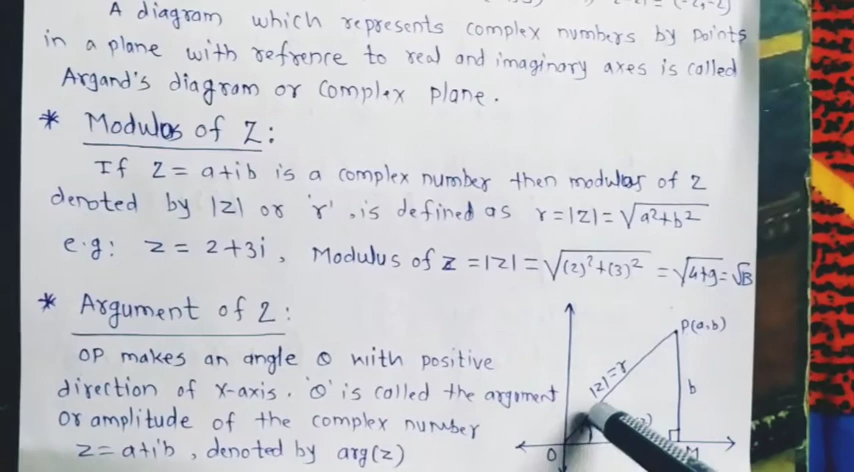 A diagram which represents complex numbers by points
in a plane with refrence to real and imaginary axes is called
Argand's diagram or complex plane.
* Modulas of Z:
If Z = a+ib is a complex number then modulas of z
denoted by |z| or 'r', is defined as r=|z|=√a²+b²
e.g: z = 2+3i, Modulus of z =|z| = √(2)²+(3)² = √4+9 = √13
* Argument of Z:
OP makes an angle θ with positive
direction of x-axis. 'θ' is called the argument
or amplitude of the complex number
z = a+ib, denoted by arg(z)
P(a,b)
|z|=r
b
O
M